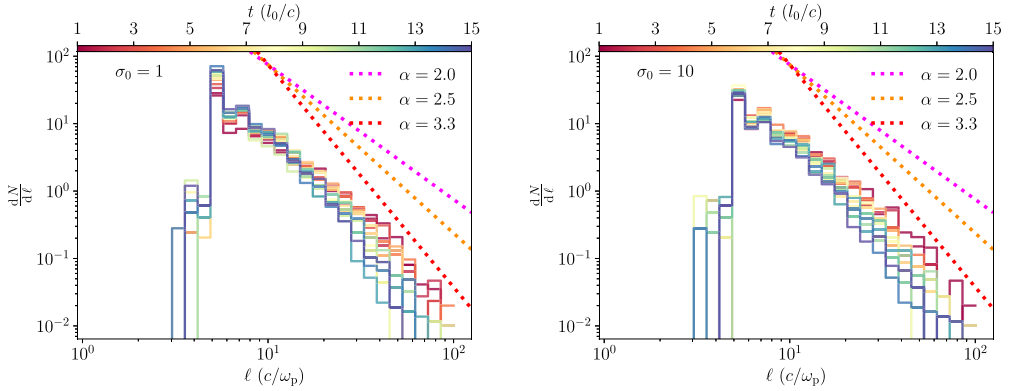 t (l₀/c)
1 3 5 7 9 11 13 15
σ₀ = 1
α = 2.0
α = 2.5
α = 3.3
10²
10¹
10⁰
10⁻¹
10⁻²
dN/dℓ
10⁰ 10¹ 10²
ℓ (c/ωₚ)
t (l₀/c)
1 3 5 7 9 11 13 15
σ₀ = 10
α = 2.0
α = 2.5
α = 3.3
10²
10¹
10⁰
10⁻¹
10⁻²
dN/dℓ
10⁰ 10¹ 10²
ℓ (c/ωₚ)